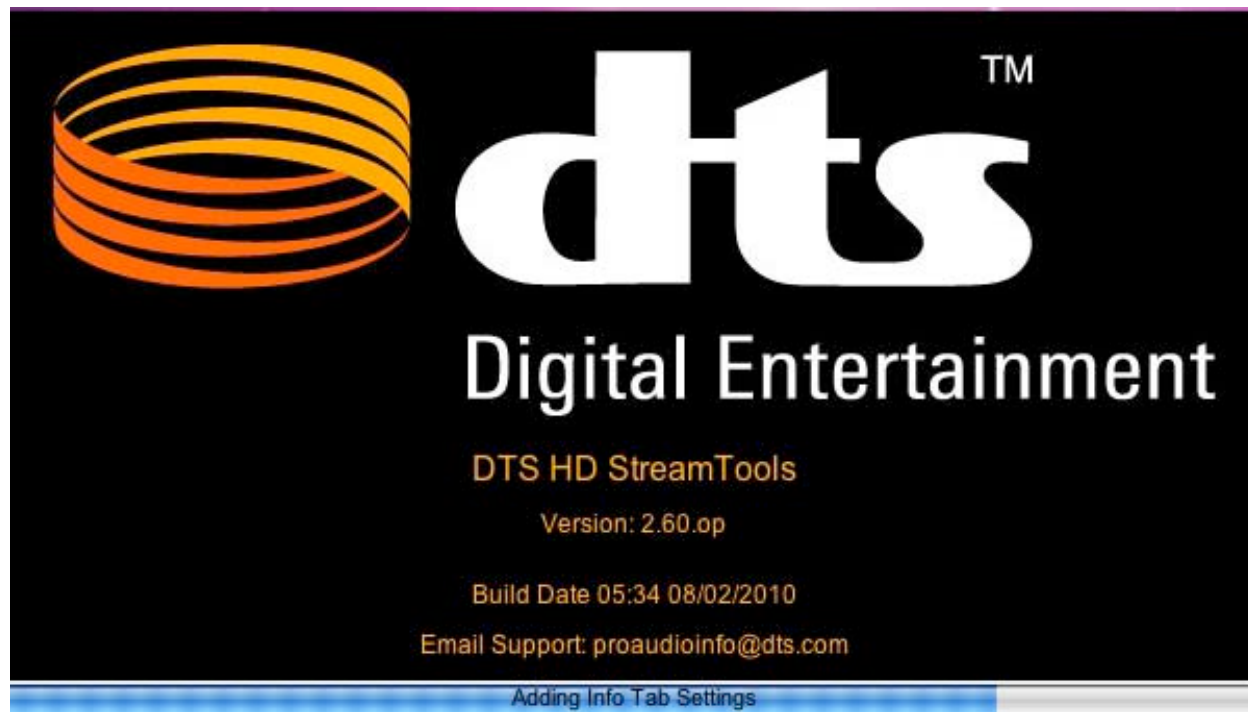 dts TM
Digital Entertainment
DTS HD StreamTools
Version: 2.60.op
Build Date 05:34 08/02/2010
Email Support: proaudioinfo@dts.com
Adding Info Tab Settings